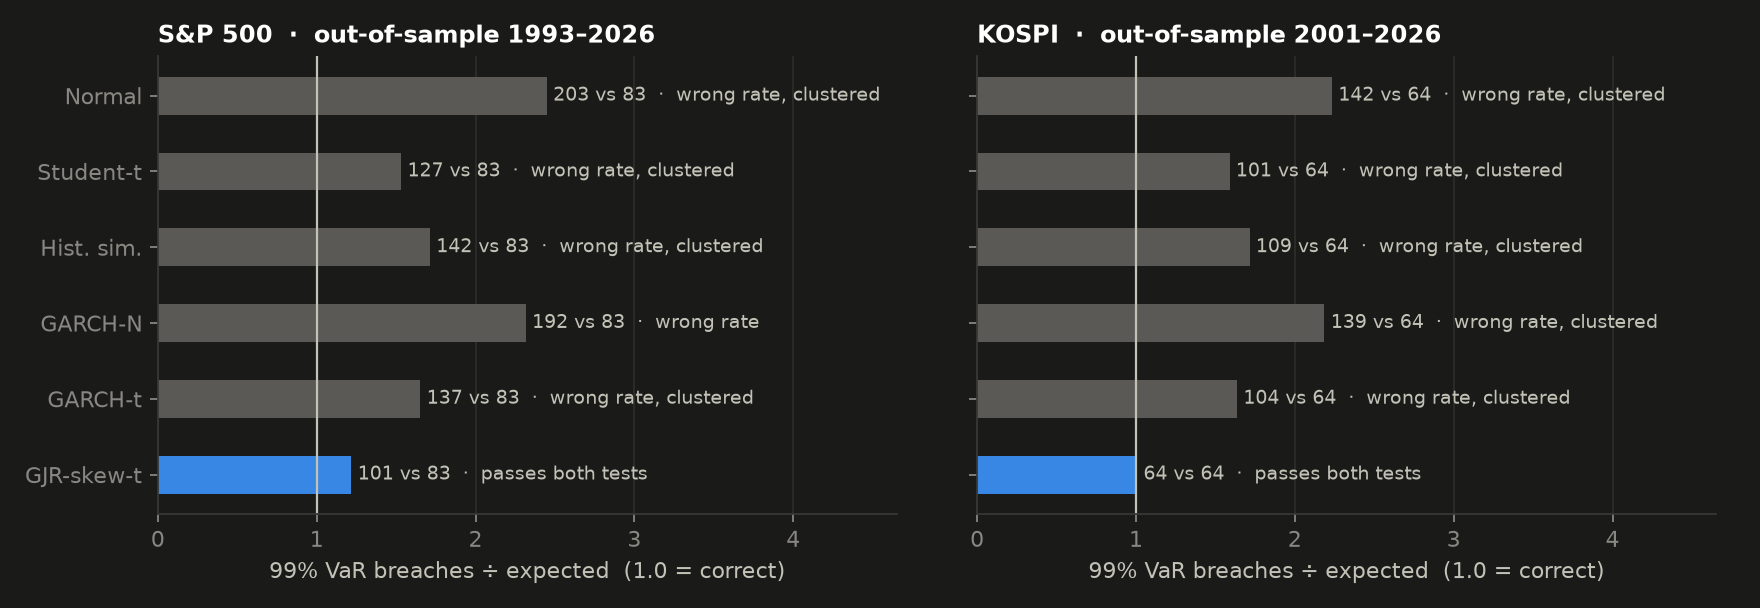 S&P 500 · out-of-sample 1993–2026
Normal
203 vs 83 · wrong rate, clustered
Student-t
127 vs 83 · wrong rate, clustered
Hist. sim.
142 vs 83 · wrong rate, clustered
GARCH-N
192 vs 83 · wrong rate
GARCH-t
137 vs 83 · wrong rate, clustered
GJR-skew-t
101 vs 83 · passes both tests
0 1 2 3 4
99% VaR breaches ÷ expected (1.0 = correct)
KOSPI · out-of-sample 2001–2026
142 vs 64 · wrong rate, clustered
101 vs 64 · wrong rate, clustered
109 vs 64 · wrong rate, clustered
139 vs 64 · wrong rate, clustered
104 vs 64 · wrong rate, clustered
64 vs 64 · passes both tests
0 1 2 3 4
99% VaR breaches ÷ expected (1.0 = correct)